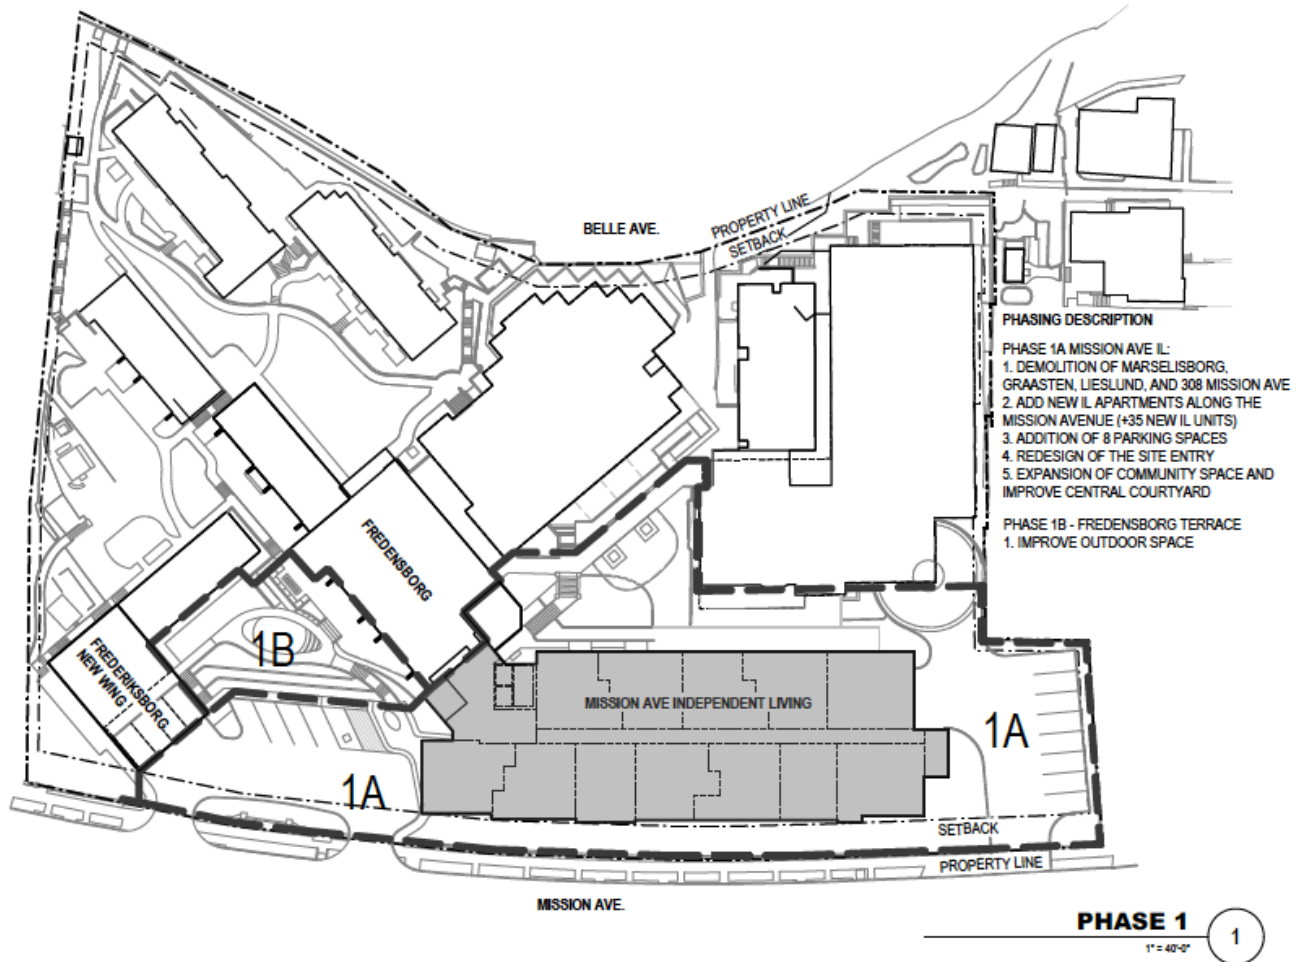 BELLE AVE.
PROPERTY LINE
SETBACK
PHASING DESCRIPTION
PHASE 1A MISSION AVE IL:
1. DEMOLITION OF MARSELISBORG,
GRAASTEN, LIESLUND, AND 308 MISSION AVE
2. ADD NEW IL APARTMENTS ALONG THE
MISSION AVENUE (+35 NEW IL UNITS)
3. ADDITION OF 8 PARKING SPACES
4. REDESIGN OF THE SITE ENTRY
5. EXPANSION OF COMMUNITY SPACE AND
IMPROVE CENTRAL COURTYARD
PHASE 1B - FREDENSBORG TERRACE
1. IMPROVE OUTDOOR SPACE
FREDENSBORG
1B
FREDERIKSBORG
NEW WING
MISSION AVE INDEPENDENT LIVING
1A
1A
SETBACK
PROPERTY LINE
MISSION AVE.
PHASE 1
1
1" = 40'-0"